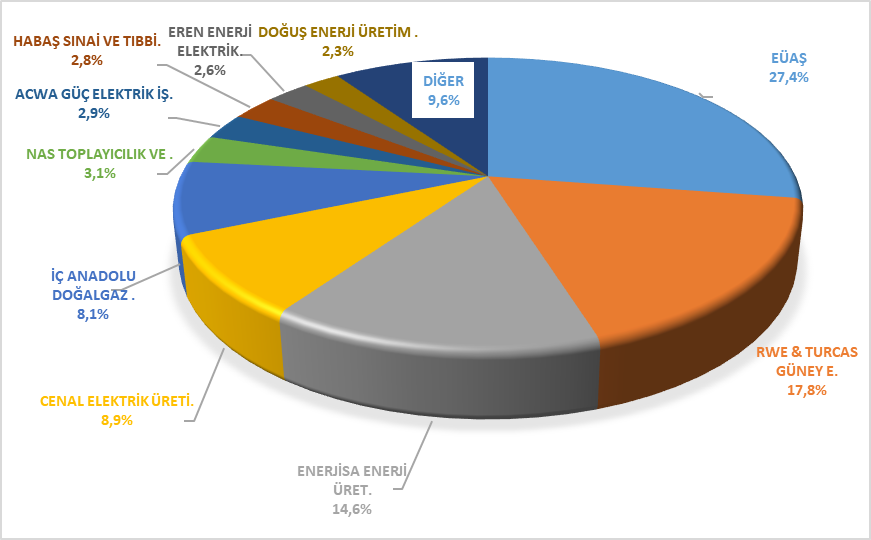 EÜAŞ
27,4%
RWE & TURCAS
GÜNEY E.
17,8%
ENERJİSA ENERJİ
ÜRET.
14,6%
CENAL ELEKTRİK ÜRETİ.
8,9%
İÇ ANADOLU
DOĞALGAZ .
8,1%
NAS TOPLAYICILIK VE .
3,1%
ACWA GÜÇ ELEKTRİK İŞ.
2,9%
HABAŞ SINAİ VE TIBBİ.
2,8%
EREN ENERJİ
ELEKTRİK.
2,6%
DOĞUŞ ENERJİ ÜRETİM .
2,3%
DİĞER
9,6%